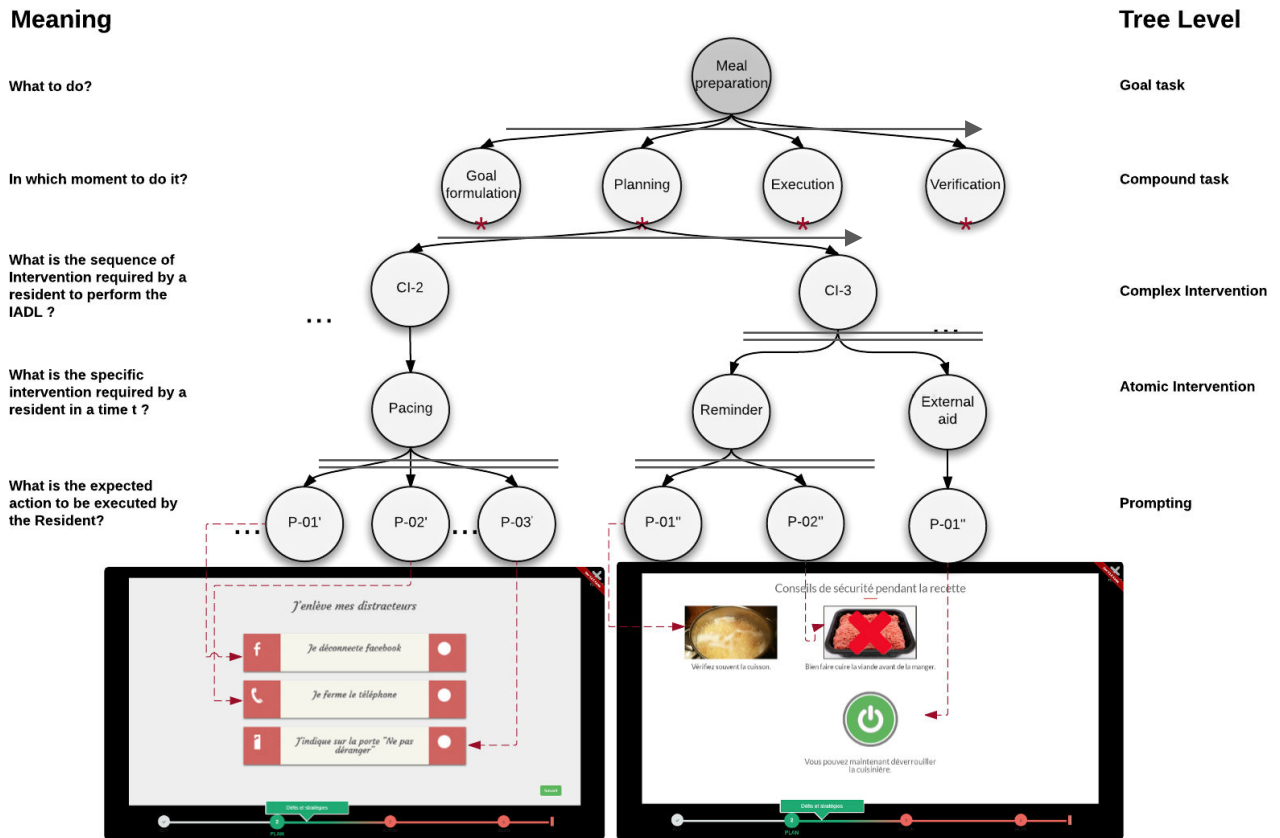 Meaning
Tree Level
What to do?
Meal
preparation
Goal task
In which moment to do it?
Goal
formulation
Planning
Execution
Verification
Compound task
*
*
*
*
What is the sequence of
Intervention required by a
resident to perform the
IADL ?
CI-2
CI-3
Complex Intervention
...
...
What is the specific
intervention required by a
resident in a time t ?
Pacing
Reminder
External
aid
Atomic Intervention
What is the expected
action to be executed by
the Resident?
P-01'
P-02'
P-03'
P-01"
P-02"
P-01"
Prompting
...
...
J'enlève mes distracteurs
Je déconnecte facebook
Je ferme le téléphone
J'indique sur la porte "Ne pas
déranger"
Défis et stratégies
2
PLAN
Conseils de sécurité pendant la recette
Vérifiez souvent la cuisson.
Bien faire cuire la viande avant de la manger.
Vous pouvez maintenant déverrouiller
la cuisinière.
Défis et stratégies
2
PLAN